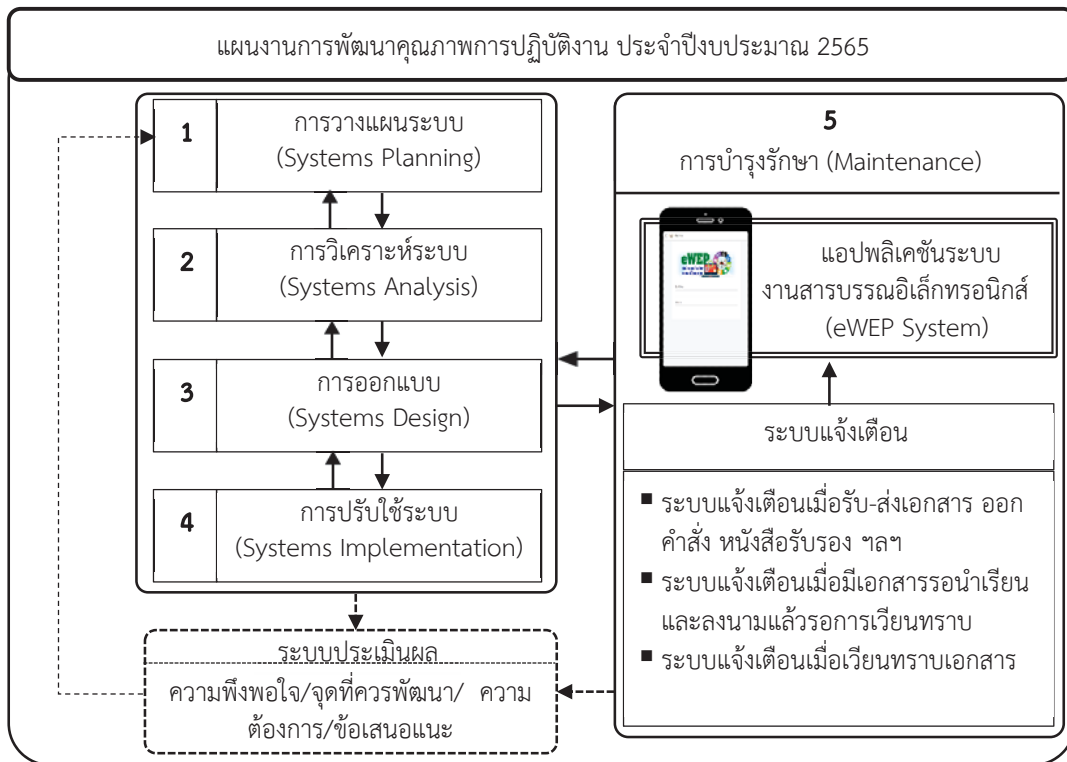 แผนงานการพัฒนาคุณภาพการปฏิบัติงาน ประจำปีงบประมาณ 2565
1
การวางแผนระบบ
(Systems Planning)
2
การวิเคราะห์ระบบ
(Systems Analysis)
3
การออกแบบ
(Systems Design)
4
การปรับใช้ระบบ
(Systems Implementation)
ระบบประเมินผล
ความพึงพอใจ/จุดที่ควรพัฒนา/ ความ
ต้องการ/ข้อเสนอแนะ
5
การบำรุงรักษา (Maintenance)
eWEP
แอปพลิเคชันระบบ
งานสารบรรณอิเล็กทรอนิกส์
(eWEP System)
ระบบแจ้งเตือน
▪ ระบบแจ้งเตือนเมื่อรับ-ส่งเอกสาร ออก
คำสั่ง หนังสือรับรอง ฯลฯ
▪ ระบบแจ้งเตือนเมื่อมีเอกสารรอนำเรียน
และลงนามแล้วรอการเวียนทราบ
▪ ระบบแจ้งเตือนเมื่อเวียนทราบเอกสาร